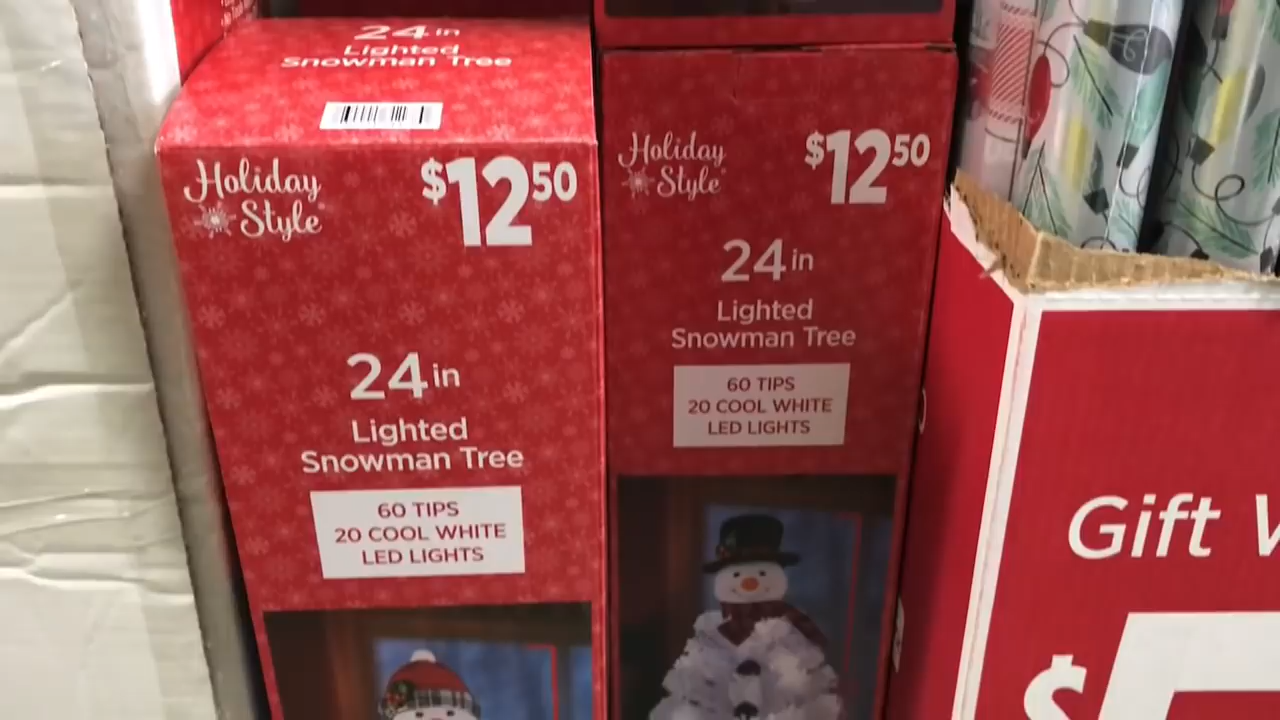 24 in
Lighted
Snowman Tree
Holiday
Style
$12 50
24 in
Lighted
Snowman Tree
60 TIPS
20 COOL WHITE
LED LIGHTS
Holiday
Style
$12 50
24 in
Lighted
Snowman Tree
60 TIPS
20 COOL WHITE
LED LIGHTS
Gift
$